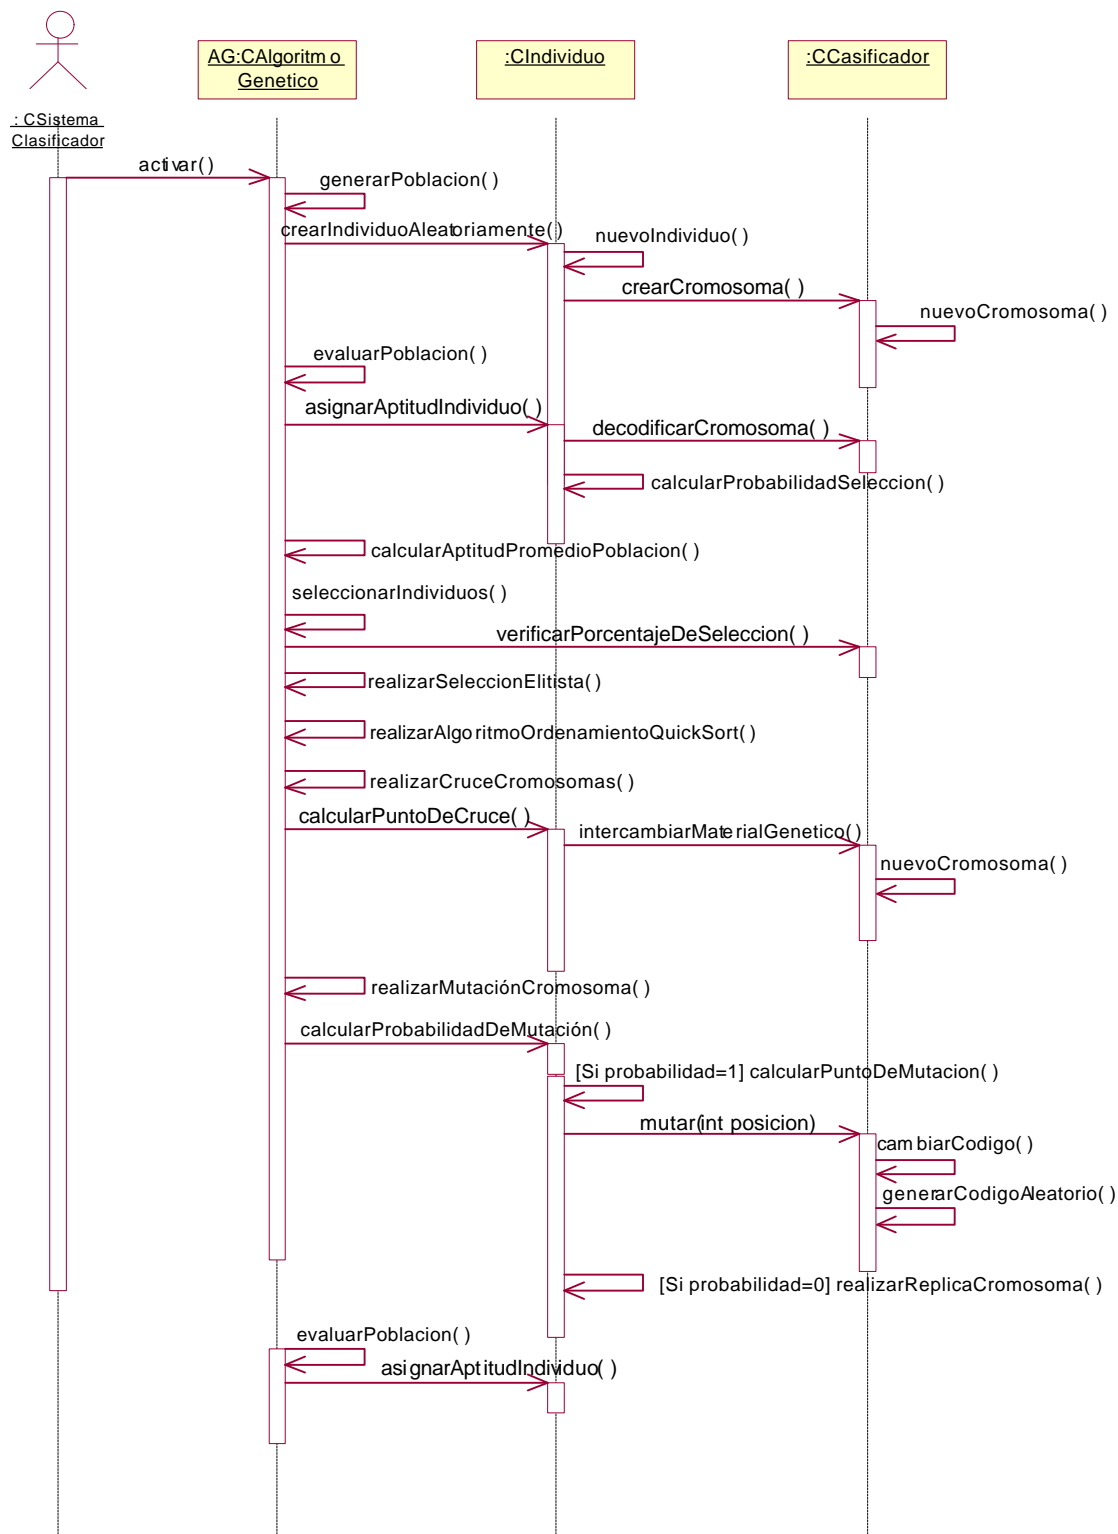 AG:CAlgoritmo
Genetico
:CIndividuo
:CCasificador
: CSistema
Clasificador
activar()
generarPoblacion( )
crearIndividuoAleatoriamente( )
nuevoIndividuo( )
crearCromosoma( )
nuevoCromosoma( )
evaluarPoblacion( )
asignarAptitudIndividuo( )
decodificarCromosoma( )
calcularProbabilidadSeleccion( )
calcularAptitudPromedioPoblacion( )
seleccionarIndividuos( )
verificarPorcentajeDeSeleccion( )
realizarSeleccionElitista( )
realizarAlgoritmoOrdenamientoQuickSort( )
realizarCruceCromosomas( )
calcularPuntoDeCruce( )
intercambiarMaterialGenetico( )
nuevoCromosoma( )
realizarMutaciónCromosoma( )
calcularProbabilidadDeMutación( )
[Si probabilidad=1] calcularPuntoDeMutacion( )
mutar(int posicion)
cambiarCodigo( )
generarCodigoAleatorio( )
[Si probabilidad=0] realizarReplicaCromosoma( )
evaluarPoblacion( )
asignarAptitudIndividuo( )